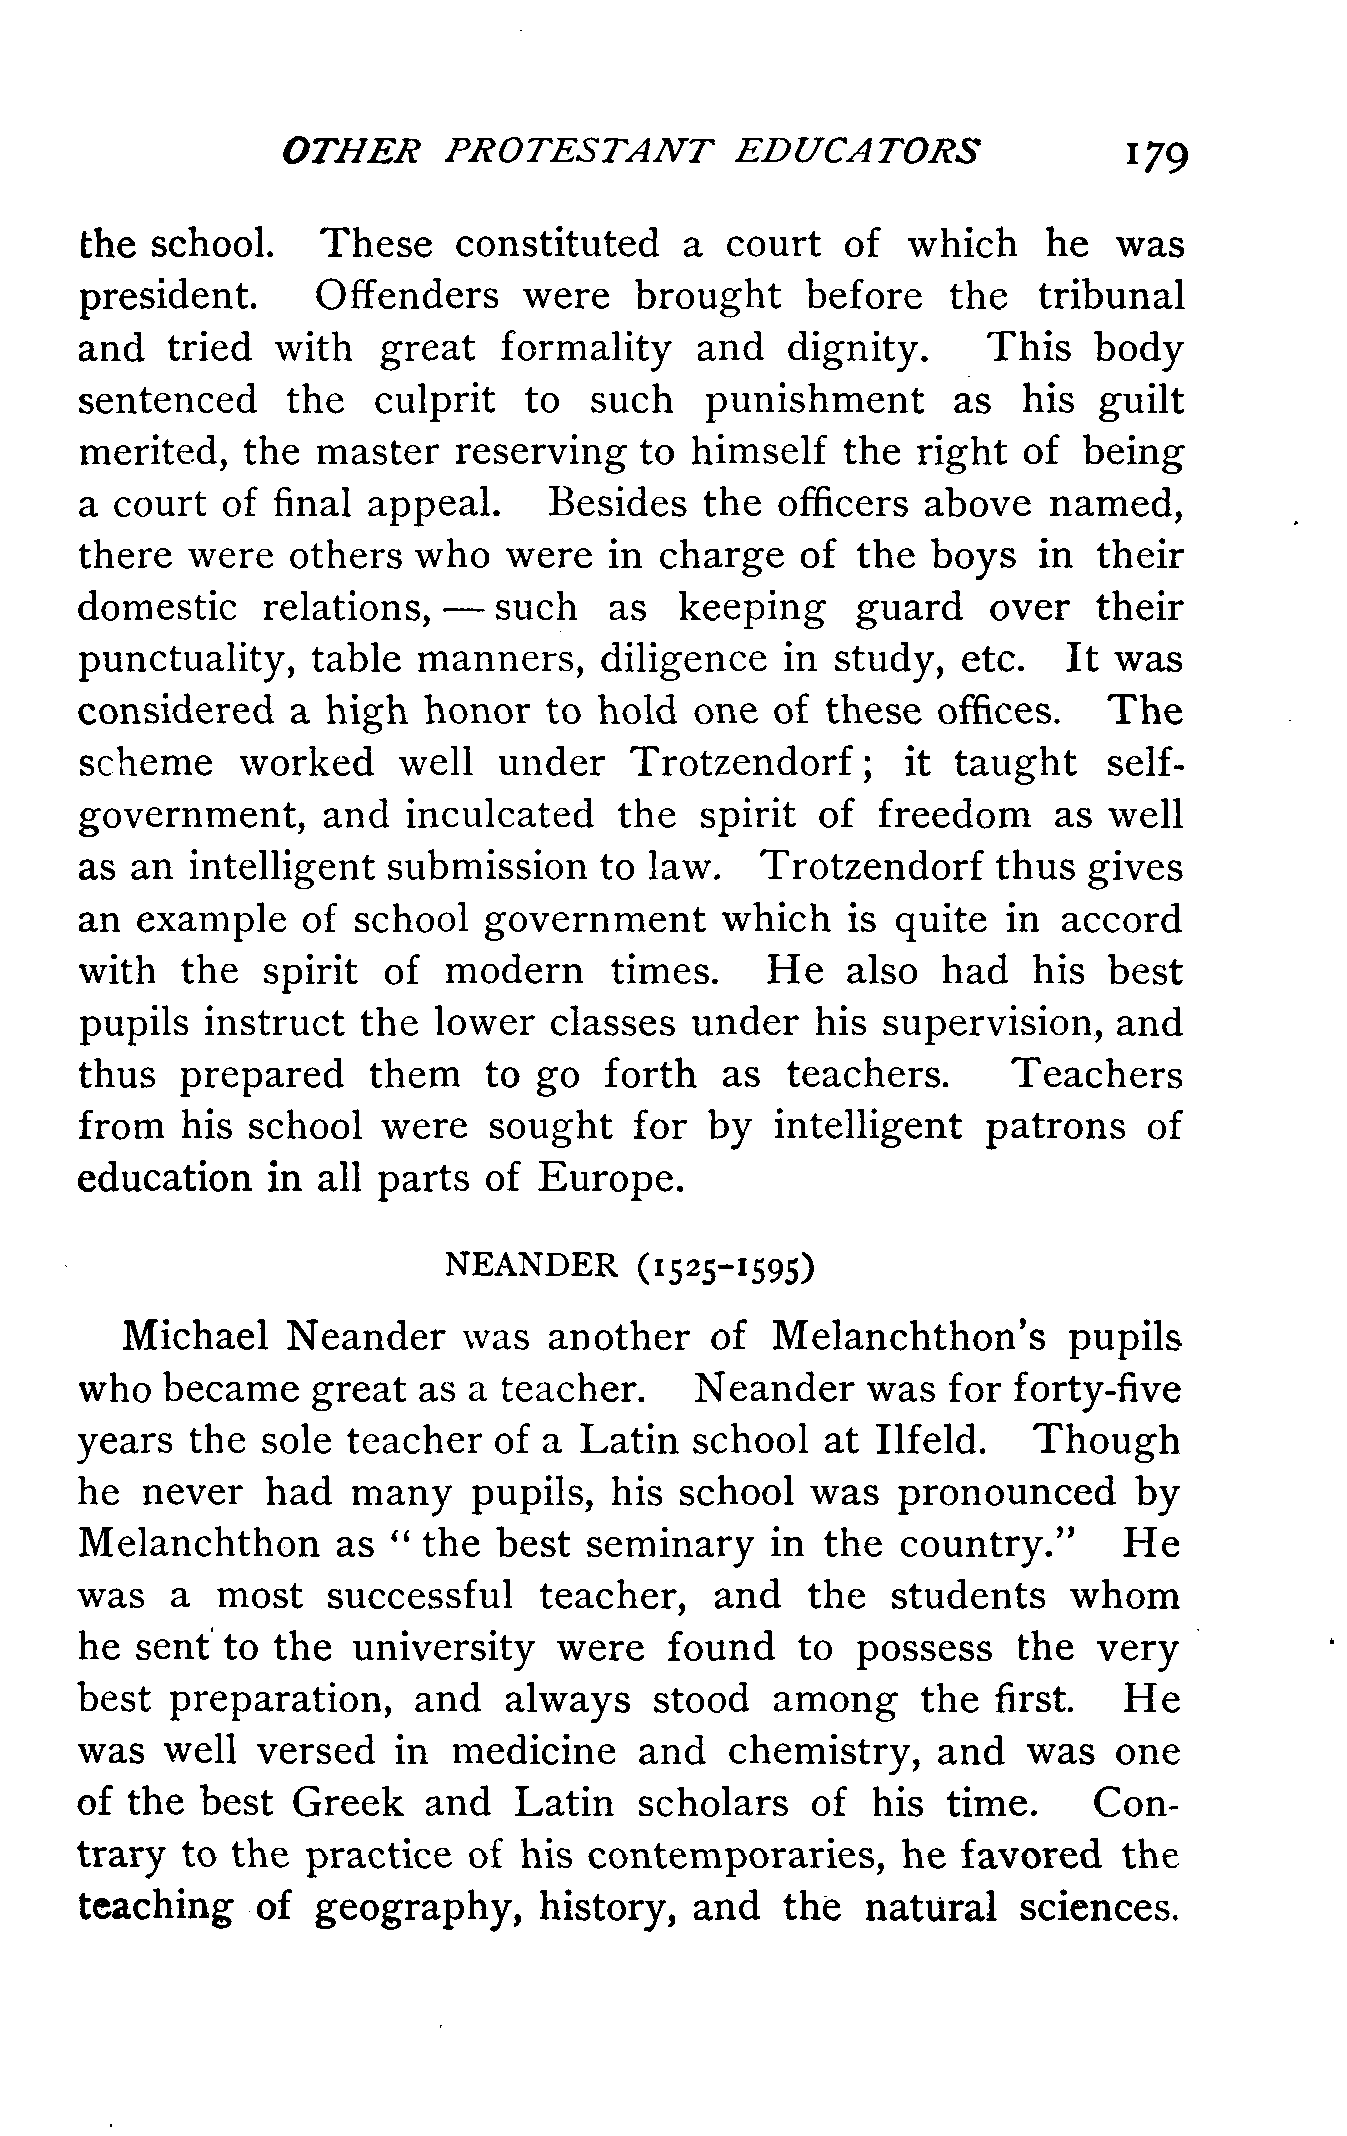 OTHER PROTESTANT EDUCATORS 179
the school. These constituted a court of which he was
president. Offenders were brought before the tribunal
and tried with great formality and dignity. This body
sentenced the culprit to such punishment as his guilt
merited, the master reserving to himself the right of being
a court of final appeal. Besides the officers above named,
there were others who were in charge of the boys in their
domestic relations, — such as keeping guard over their
punctuality, table manners, diligence in study, etc. It was
considered a high honor to hold one of these offices. The
scheme worked well under Trotzendorf; it taught self-
government, and inculcated the spirit of freedom as well
as an intelligent submission to law. Trotzendorf thus gives
an example of school government which is quite in accord
with the spirit of modern times. He also had his best
pupils instruct the lower classes under his supervision, and
thus prepared them to go forth as teachers. Teachers
from his school were sought for by intelligent patrons of
education in all parts of Europe.
NEANDER (1525–1595)
Michael Neander was another of Melanchthon's pupils
who became great as a teacher. Neander was for forty-five
years the sole teacher of a Latin school at Ilfeld. Though
he never had many pupils, his school was pronounced by
Melanchthon as "the best seminary in the country." He
was a most successful teacher, and the students whom
he sent to the university were found to possess the very
best preparation, and always stood among the first. He
was well versed in medicine and chemistry, and was one
of the best Greek and Latin scholars of his time. Con-
trary to the practice of his contemporaries, he favored the
teaching of geography, history, and the natural sciences.